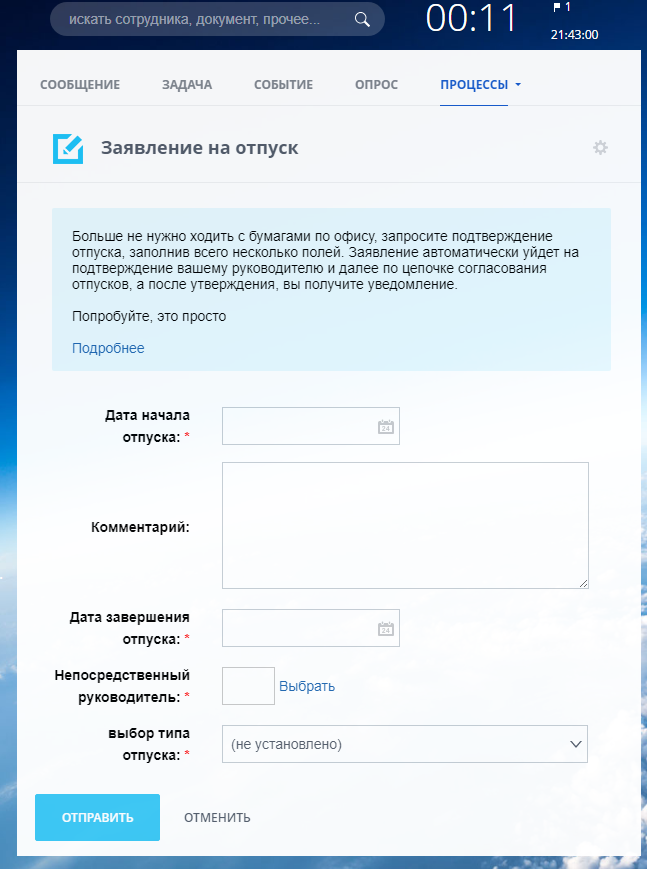 искать сотрудника, документ, прочее...
00:11
1
21:43:00
СООБЩЕНИЕ ЗАДАЧА СОБЫТИЕ ОПРОС ПРОЦЕССЫ
Заявление на отпуск
Больше не нужно ходить с бумагами по офису, запросите подтверждение
отпуска, заполнив всего несколько полей. Заявление автоматически уйдет на
подтверждение вашему руководителю и далее по цепочке согласования
отпусков, а после утверждения, вы получите уведомление.
Попробуйте, это просто
Подробнее
Дата начала
отпуска: *
24
Комментарий:
Дата завершения
отпуска: *
24
Непосредственный
руководитель: *
Выбрать
выбор типа
отпуска: *
(не установлено)
ОТПРАВИТЬ ОТМЕНИТЬ